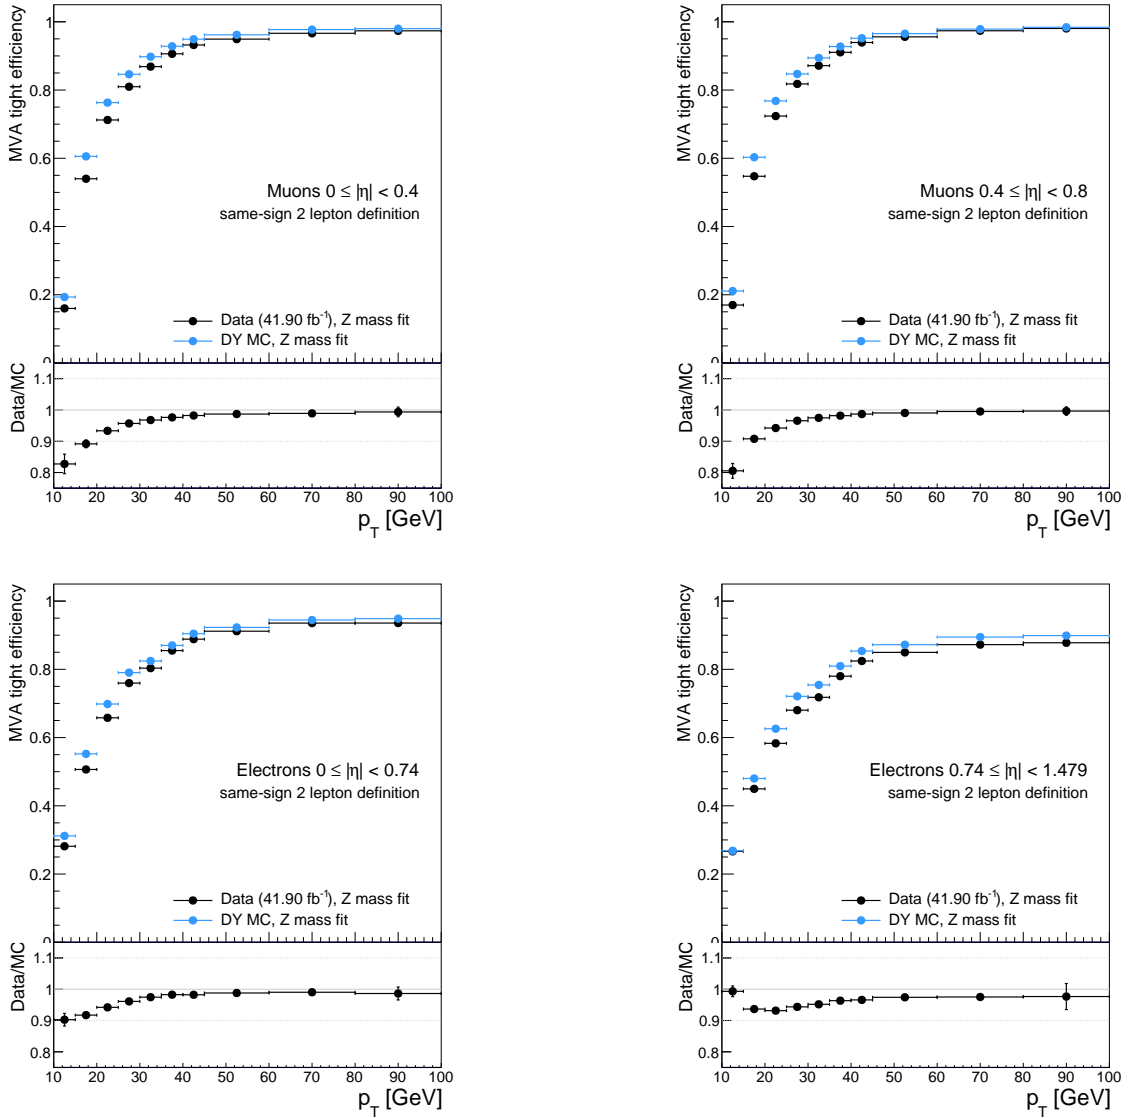 MVA tight efficiency
1
0.8
0.6
0.4
0.2
0
Muons 0 ≤ |η| < 0.4
same-sign 2 lepton definition
Data (41.90 fb⁻¹), Z mass fit
DY MC, Z mass fit
Data/MC
1.1
1
0.9
0.8
10 20 30 40 50 60 70 80 90 100
p_T [GeV]
MVA tight efficiency
1
0.8
0.6
0.4
0.2
0
Muons 0.4 ≤ |η| < 0.8
same-sign 2 lepton definition
Data (41.90 fb⁻¹), Z mass fit
DY MC, Z mass fit
Data/MC
1.1
1
0.9
0.8
10 20 30 40 50 60 70 80 90 100
p_T [GeV]
MVA tight efficiency
1
0.8
0.6
0.4
0.2
0
Electrons 0 ≤ |η| < 0.74
same-sign 2 lepton definition
Data (41.90 fb⁻¹), Z mass fit
DY MC, Z mass fit
Data/MC
1.1
1
0.9
0.8
10 20 30 40 50 60 70 80 90 100
p_T [GeV]
MVA tight efficiency
1
0.8
0.6
0.4
0.2
0
Electrons 0.74 ≤ |η| < 1.479
same-sign 2 lepton definition
Data (41.90 fb⁻¹), Z mass fit
DY MC, Z mass fit
Data/MC
1.1
1
0.9
0.8
10 20 30 40 50 60 70 80 90 100
p_T [GeV]